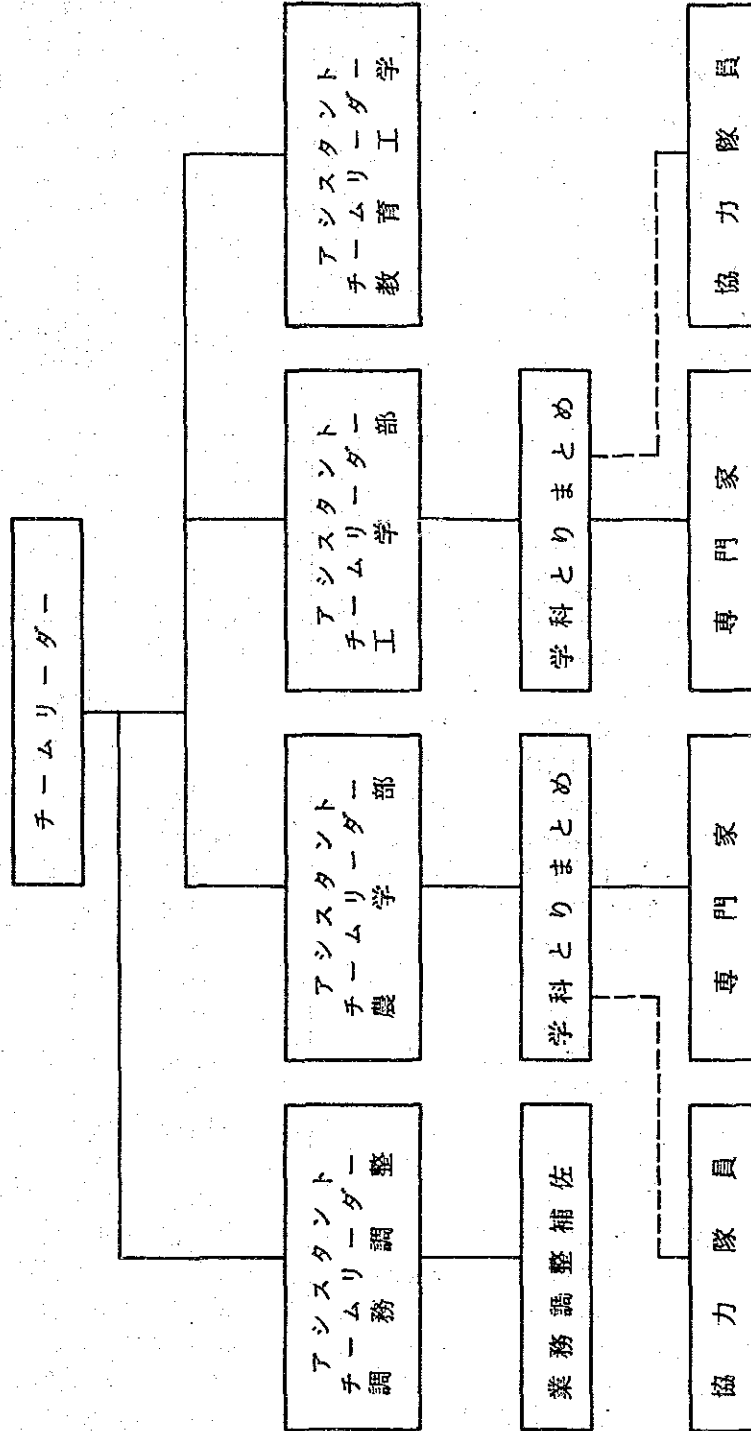 チームリーダー
アシスタント
チームリーダー
調務調整
アシスタント
チームリーダー
農学部
アシスタント
チームリーダー
工学部
アシスタント
チームリーダー
教育工学
業務調整補佐
学科とりまとめ
学科とりまとめ
協力隊員
専門家
専門家
協力隊員